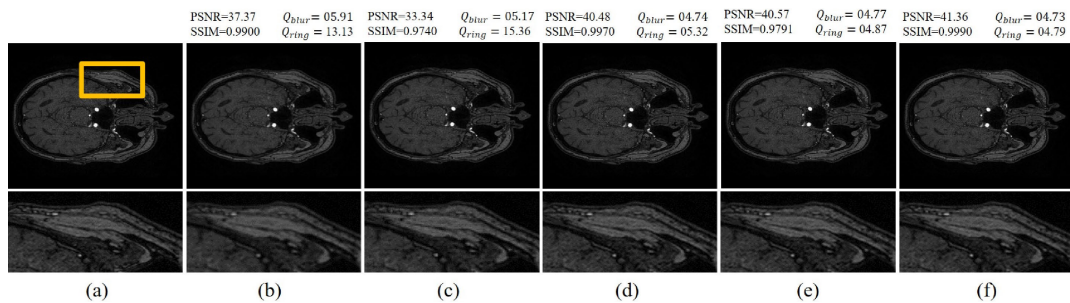 PSNR=37.37 Q_blur = 05.91
SSIM=0.9900 Q_ring = 13.13
PSNR=33.34 Q_blur = 05.17
SSIM=0.9740 Q_ring = 15.36
PSNR=40.48 Q_blur = 04.74
SSIM=0.9970 Q_ring = 05.32
PSNR=40.57 Q_blur = 04.77
SSIM=0.9791 Q_ring = 04.87
PSNR=41.36 Q_blur = 04.73
SSIM=0.9990 Q_ring = 04.79
(a) (b) (c) (d) (e) (f)